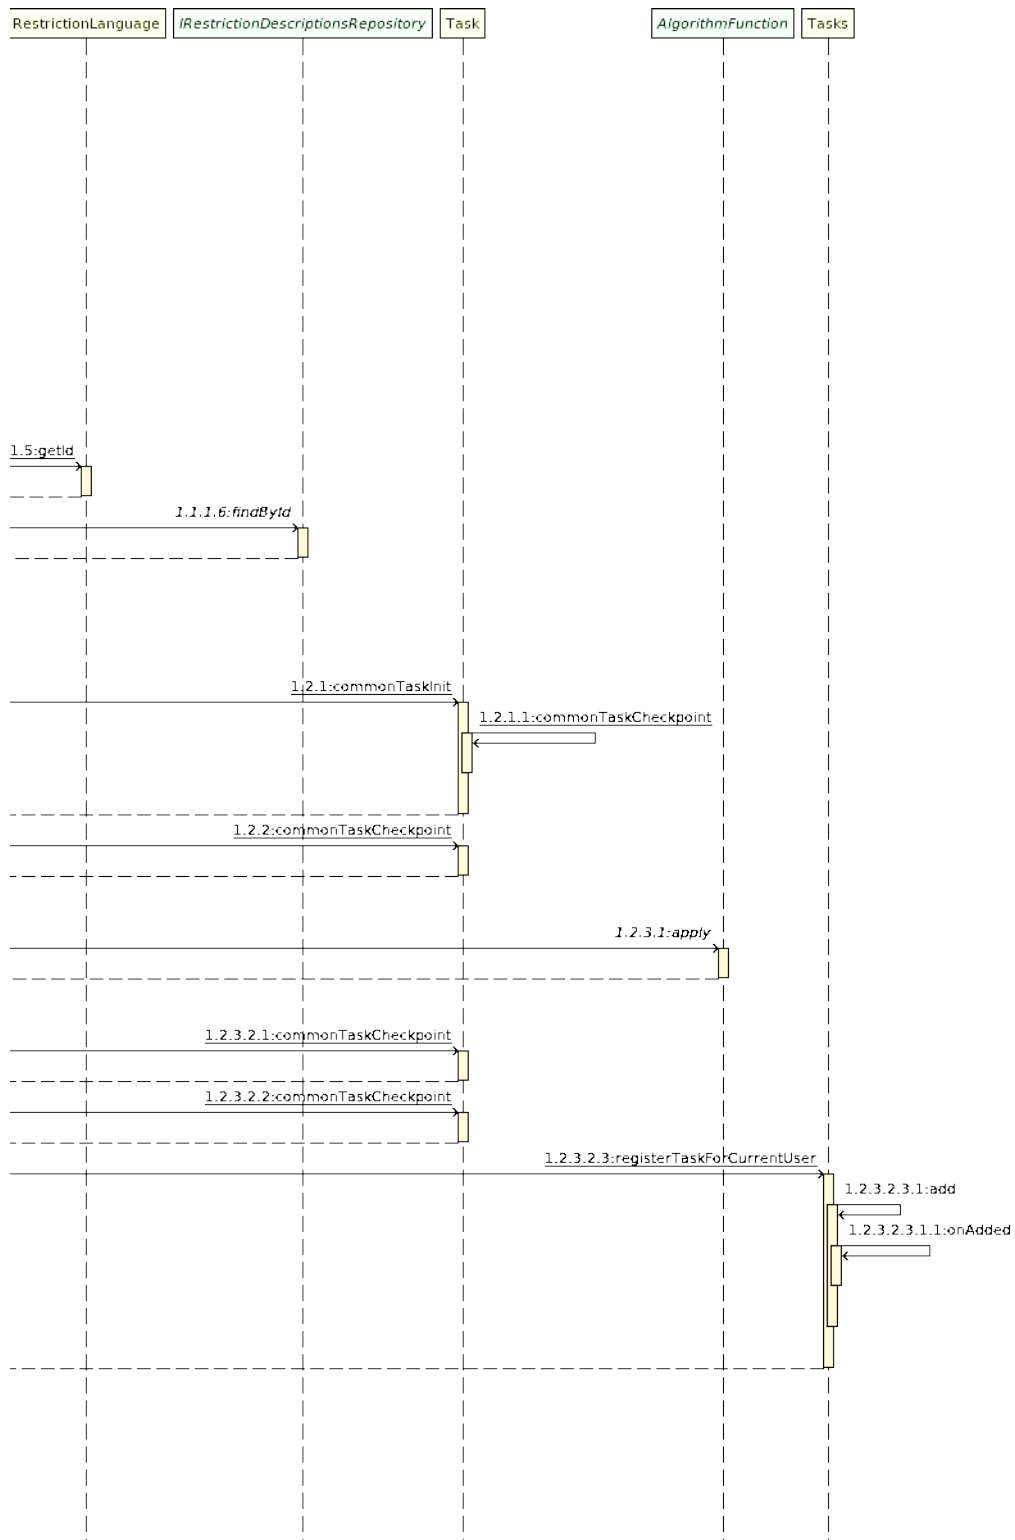 RestrictionLanguage
IRestrictionDescriptionsRepository
Task
AlgorithmFunction
Tasks
1.5:getId
1.1.1.6:findById
1.2.1:commonTaskInit
1.2.1.1:commonTaskCheckpoint
1.2.2:commonTaskCheckpoint
1.2.3.1:apply
1.2.3.2.1:commonTaskCheckpoint
1.2.3.2.2:commonTaskCheckpoint
1.2.3.2.3:registerTaskForCurrentUser
1.2.3.2.3.1:add
1.2.3.2.3.1.1:onAdded